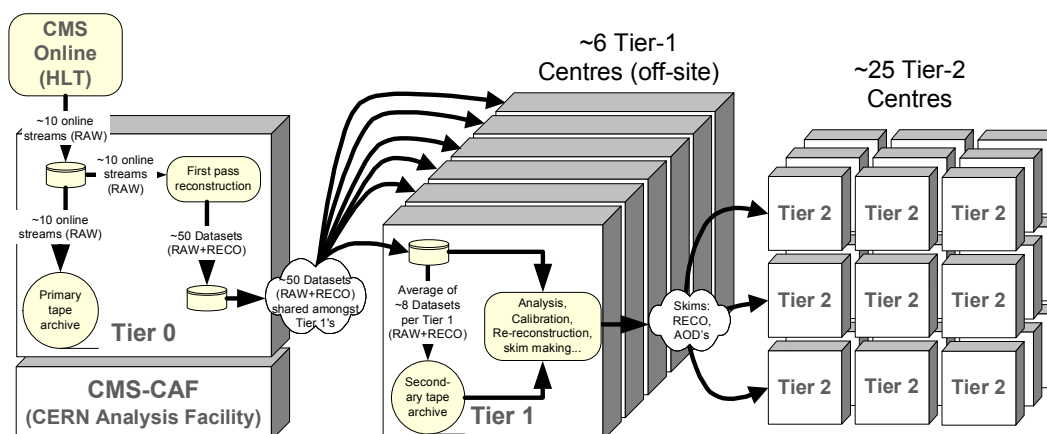 CMS
Online
(HLT)
~10 online
streams (RAW)
~10 online
streams
(RAW)
First pass
reconstruction
~10 online
streams (RAW)
~50 Datasets
(RAW+RECO)
Primary
tape
archive
Tier 0
CMS-CAF
(CERN Analysis Facility)
~50 Datasets
(RAW+RECO)
shared amongst
Tier 1's
~6 Tier-1
Centres (off-site)
Average of
~8 Datasets
per Tier 1
(RAW+RECO)
Analysis,
Calibration,
Re-reconstruction,
skim making...
Second-
ary tape
archive
Tier 1
Skims:
RECO,
AOD's
~25 Tier-2
Centres
Tier 2 Tier 2 Tier 2
Tier 2 Tier 2 Tier 2
Tier 2 Tier 2 Tier 2